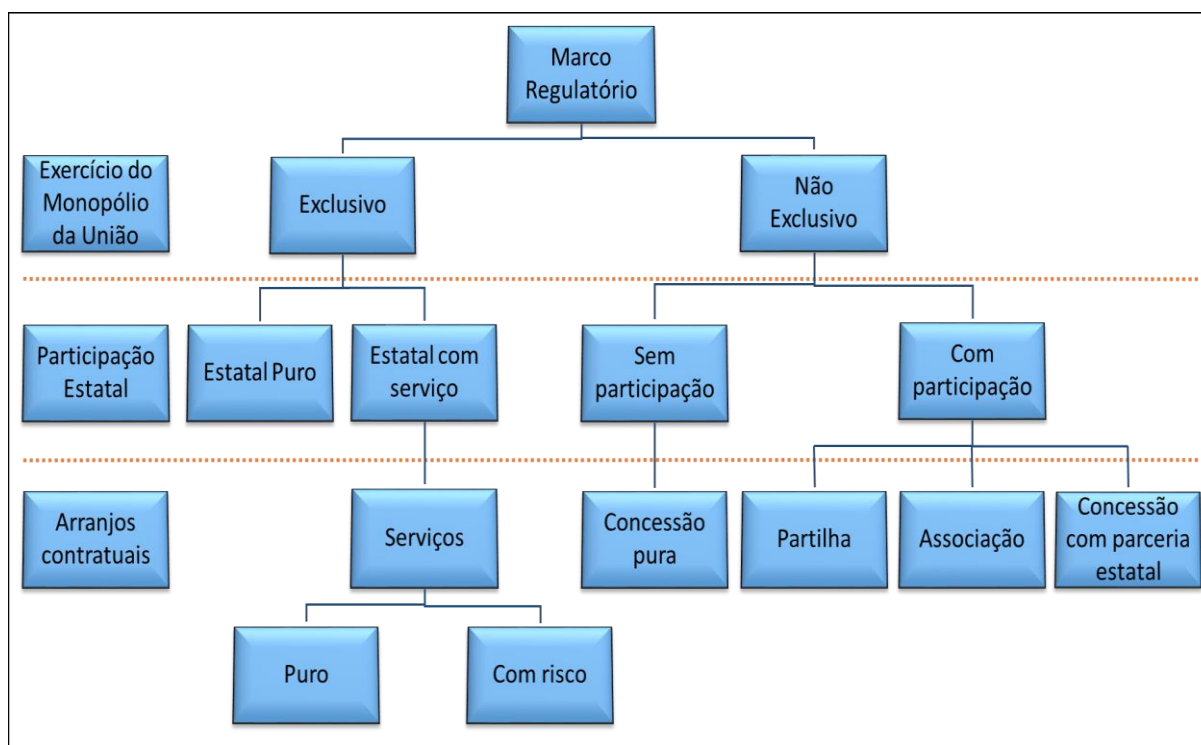 Marco
Regulatório
Exercício do
Monopólio
da União
Exclusivo
Não
Exclusivo
Participação
Estatal
Estatal Puro
Estatal com
serviço
Sem
participação
Com
participação
Arranjos
contratuais
Serviços
Concessão
pura
Partilha
Associação
Concessão
com parceria
estatal
Puro
Com risco